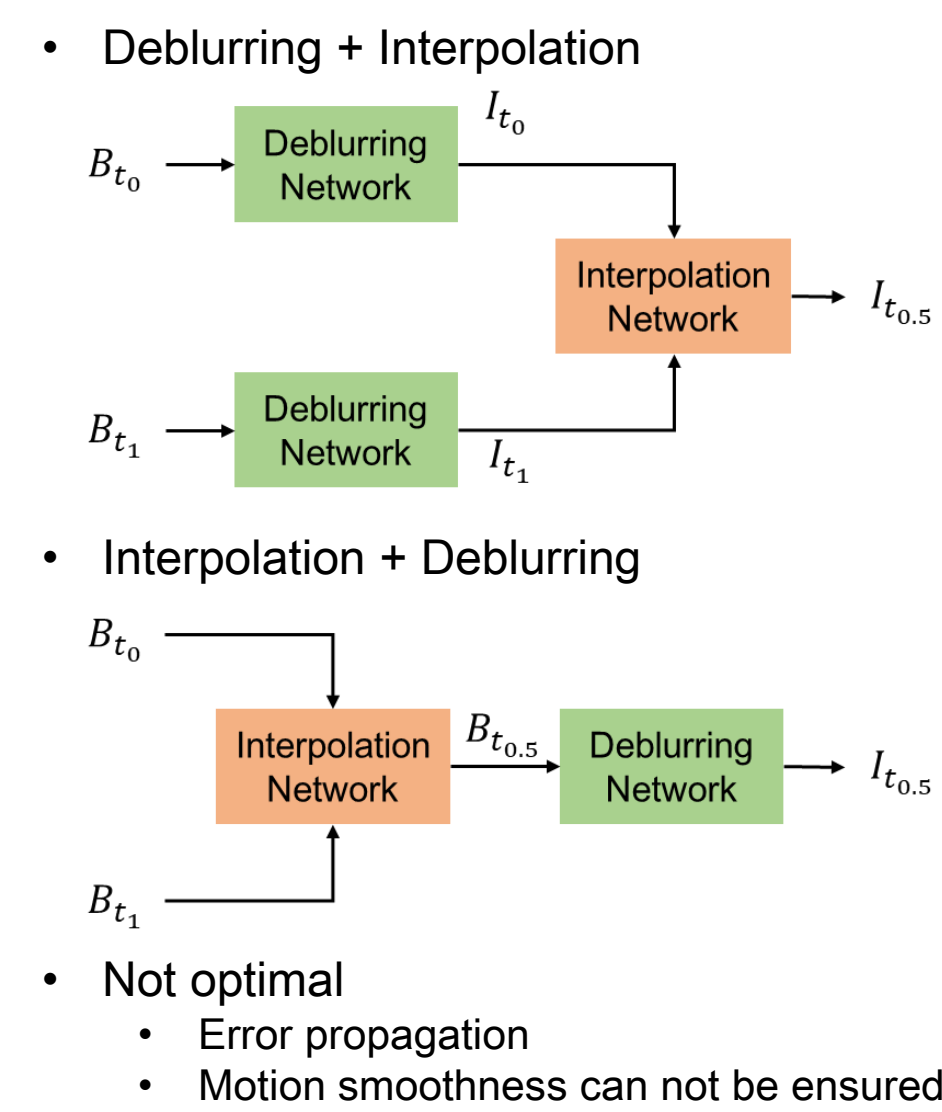 • Deblurring + Interpolation
I_{t_0}
B_{t_0}
Deblurring
Network
Interpolation
Network
I_{t_{0.5}}
B_{t_1}
Deblurring
Network
I_{t_1}
• Interpolation + Deblurring
B_{t_0}
Interpolation
Network
B_{t_{0.5}}
Deblurring
Network
I_{t_{0.5}}
B_{t_1}
• Not optimal
• Error propagation
• Motion smoothness can not be ensured